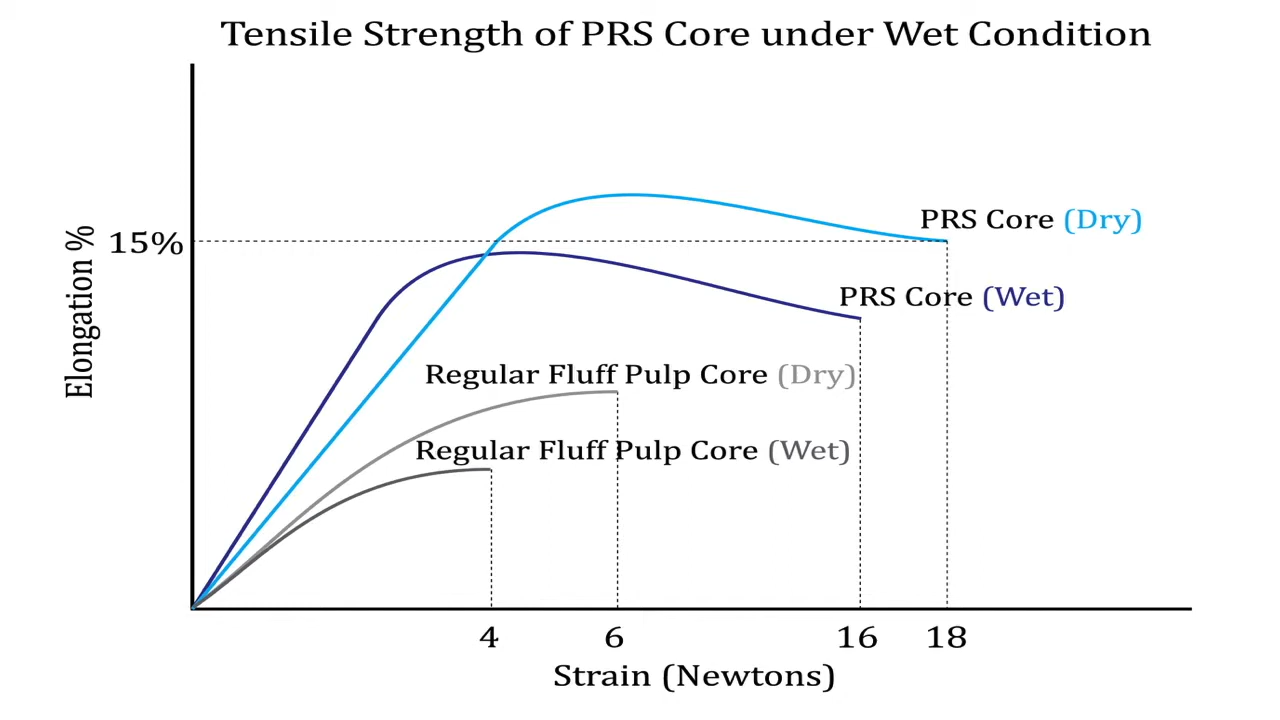 Tensile Strength of PRS Core under Wet Condition
Elongation %
15%
PRS Core (Dry)
PRS Core (Wet)
Regular Fluff Pulp Core (Dry)
Regular Fluff Pulp Core (Wet)
4 6 16 18
Strain (Newtons)